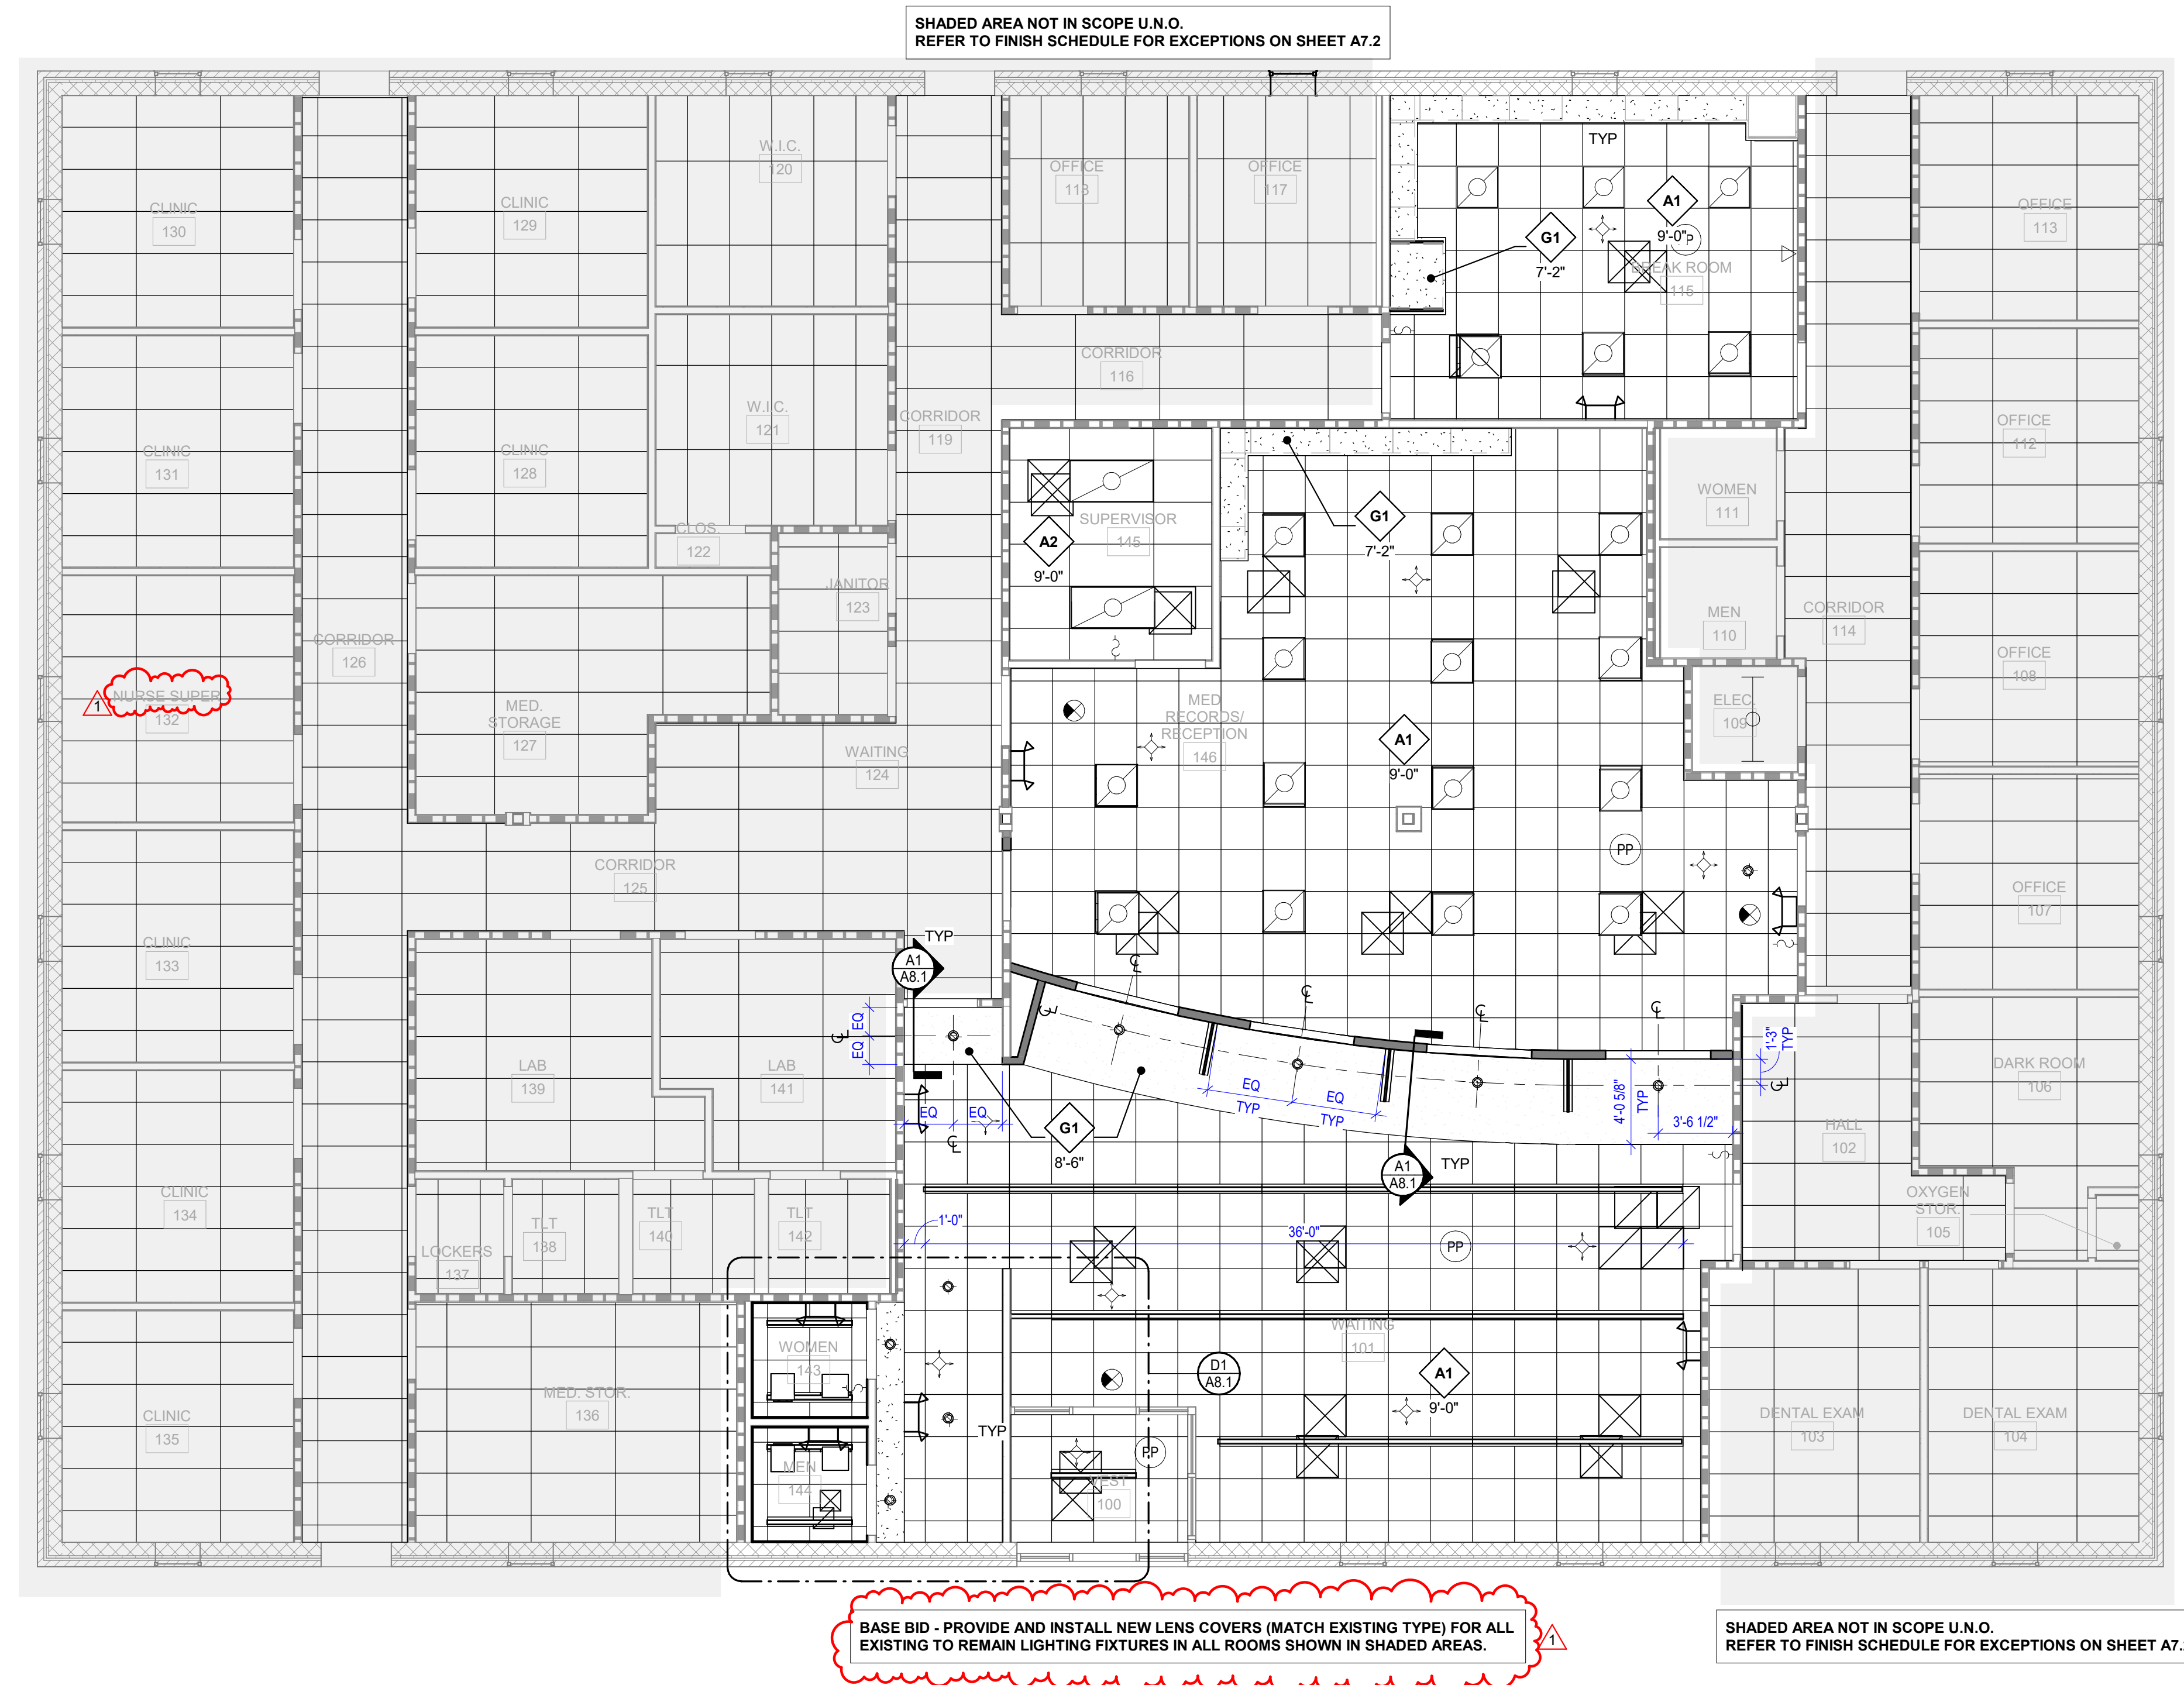 SHADED AREA NOT IN SCOPE U.N.O.
REFER TO FINISH SCHEDULE FOR EXCEPTIONS ON SHEET A7.2
CLINIC
130
CLINIC
129
W.I.C.
120
OFFICE
118
OFFICE
117
TYP
A1
9'-0"
PP
G1
7'-2"
BREAK ROOM
115
OFFICE
113
CORRIDOR
116
CLINIC
131
CLINIC
128
W.I.C.
121
CORRIDOR
119
OFFICE
112
CLOS.
122
A2
9'-0"
SUPERVISOR
145
G1
7'-2"
WOMEN
111
JANITOR
123
MEN
110
CORRIDOR
114
CORRIDOR
126
OFFICE
108
1
NURSE SUPER.
132
MED.
STORAGE
127
MED
RECORDS/
RECEPTION
146
A1
9'-0"
ELEC.
109
WAITING
124
CORRIDOR
125
PP
OFFICE
107
CLINIC
133
TYP
A1
A8.1
EQ
EQ
EQ
EQ
EQ
TYP
EQ
TYP
G1
8'-6"
4'-0 5/8"
TYP
3'-6 1/2"
1'-3"
TYP
LAB
139
LAB
141
DARK ROOM
106
HALL
102
A1
A8.1
TYP
CLINIC
134
LOCKERS
137
TLT
138
TLT
140
TLT
142
OXYGEN
STOR.
105
1'-0"
36'-0"
PP
WOMEN
143
WAITING
101
D1
A8.1
A1
9'-0"
CLINIC
135
MED. STOR.
136
MEN
144
TYP
PP
VEST
100
DENTAL EXAM
103
DENTAL EXAM
104
BASE BID - PROVIDE AND INSTALL NEW LENS COVERS (MATCH EXISTING TYPE) FOR ALL
EXISTING TO REMAIN LIGHTING FIXTURES IN ALL ROOMS SHOWN IN SHADED AREAS.
1
SHADED AREA NOT IN SCOPE U.N.O.
REFER TO FINISH SCHEDULE FOR EXCEPTIONS ON SHEET A7.